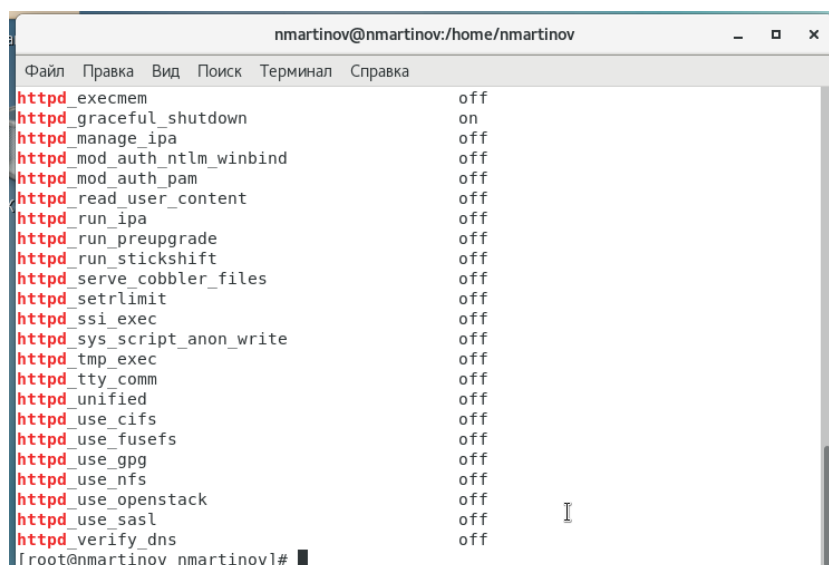 nmartinov@nmartinov:/home/nmartinov
Файл Правка Вид Поиск Терминал Справка
httpd_execmem off
httpd_graceful_shutdown on
httpd_manage_ipa off
httpd_mod_auth_ntlm_winbind off
httpd_mod_auth_pam off
httpd_read_user_content off
httpd_run_ipa off
httpd_run_preupgrade off
httpd_run_stickshift off
httpd_serve_cobbler_files off
httpd_setrlimit off
httpd_ssi_exec off
httpd_sys_script_anon_write off
httpd_tmp_exec off
httpd_tty_comm off
httpd_unified off
httpd_use_cifs off
httpd_use_fusefs off
httpd_use_gpg off
httpd_use_nfs off
httpd_use_openstack off
httpd_use_sasl off
httpd_verify_dns off
[root@nmartinov nmartinov]#